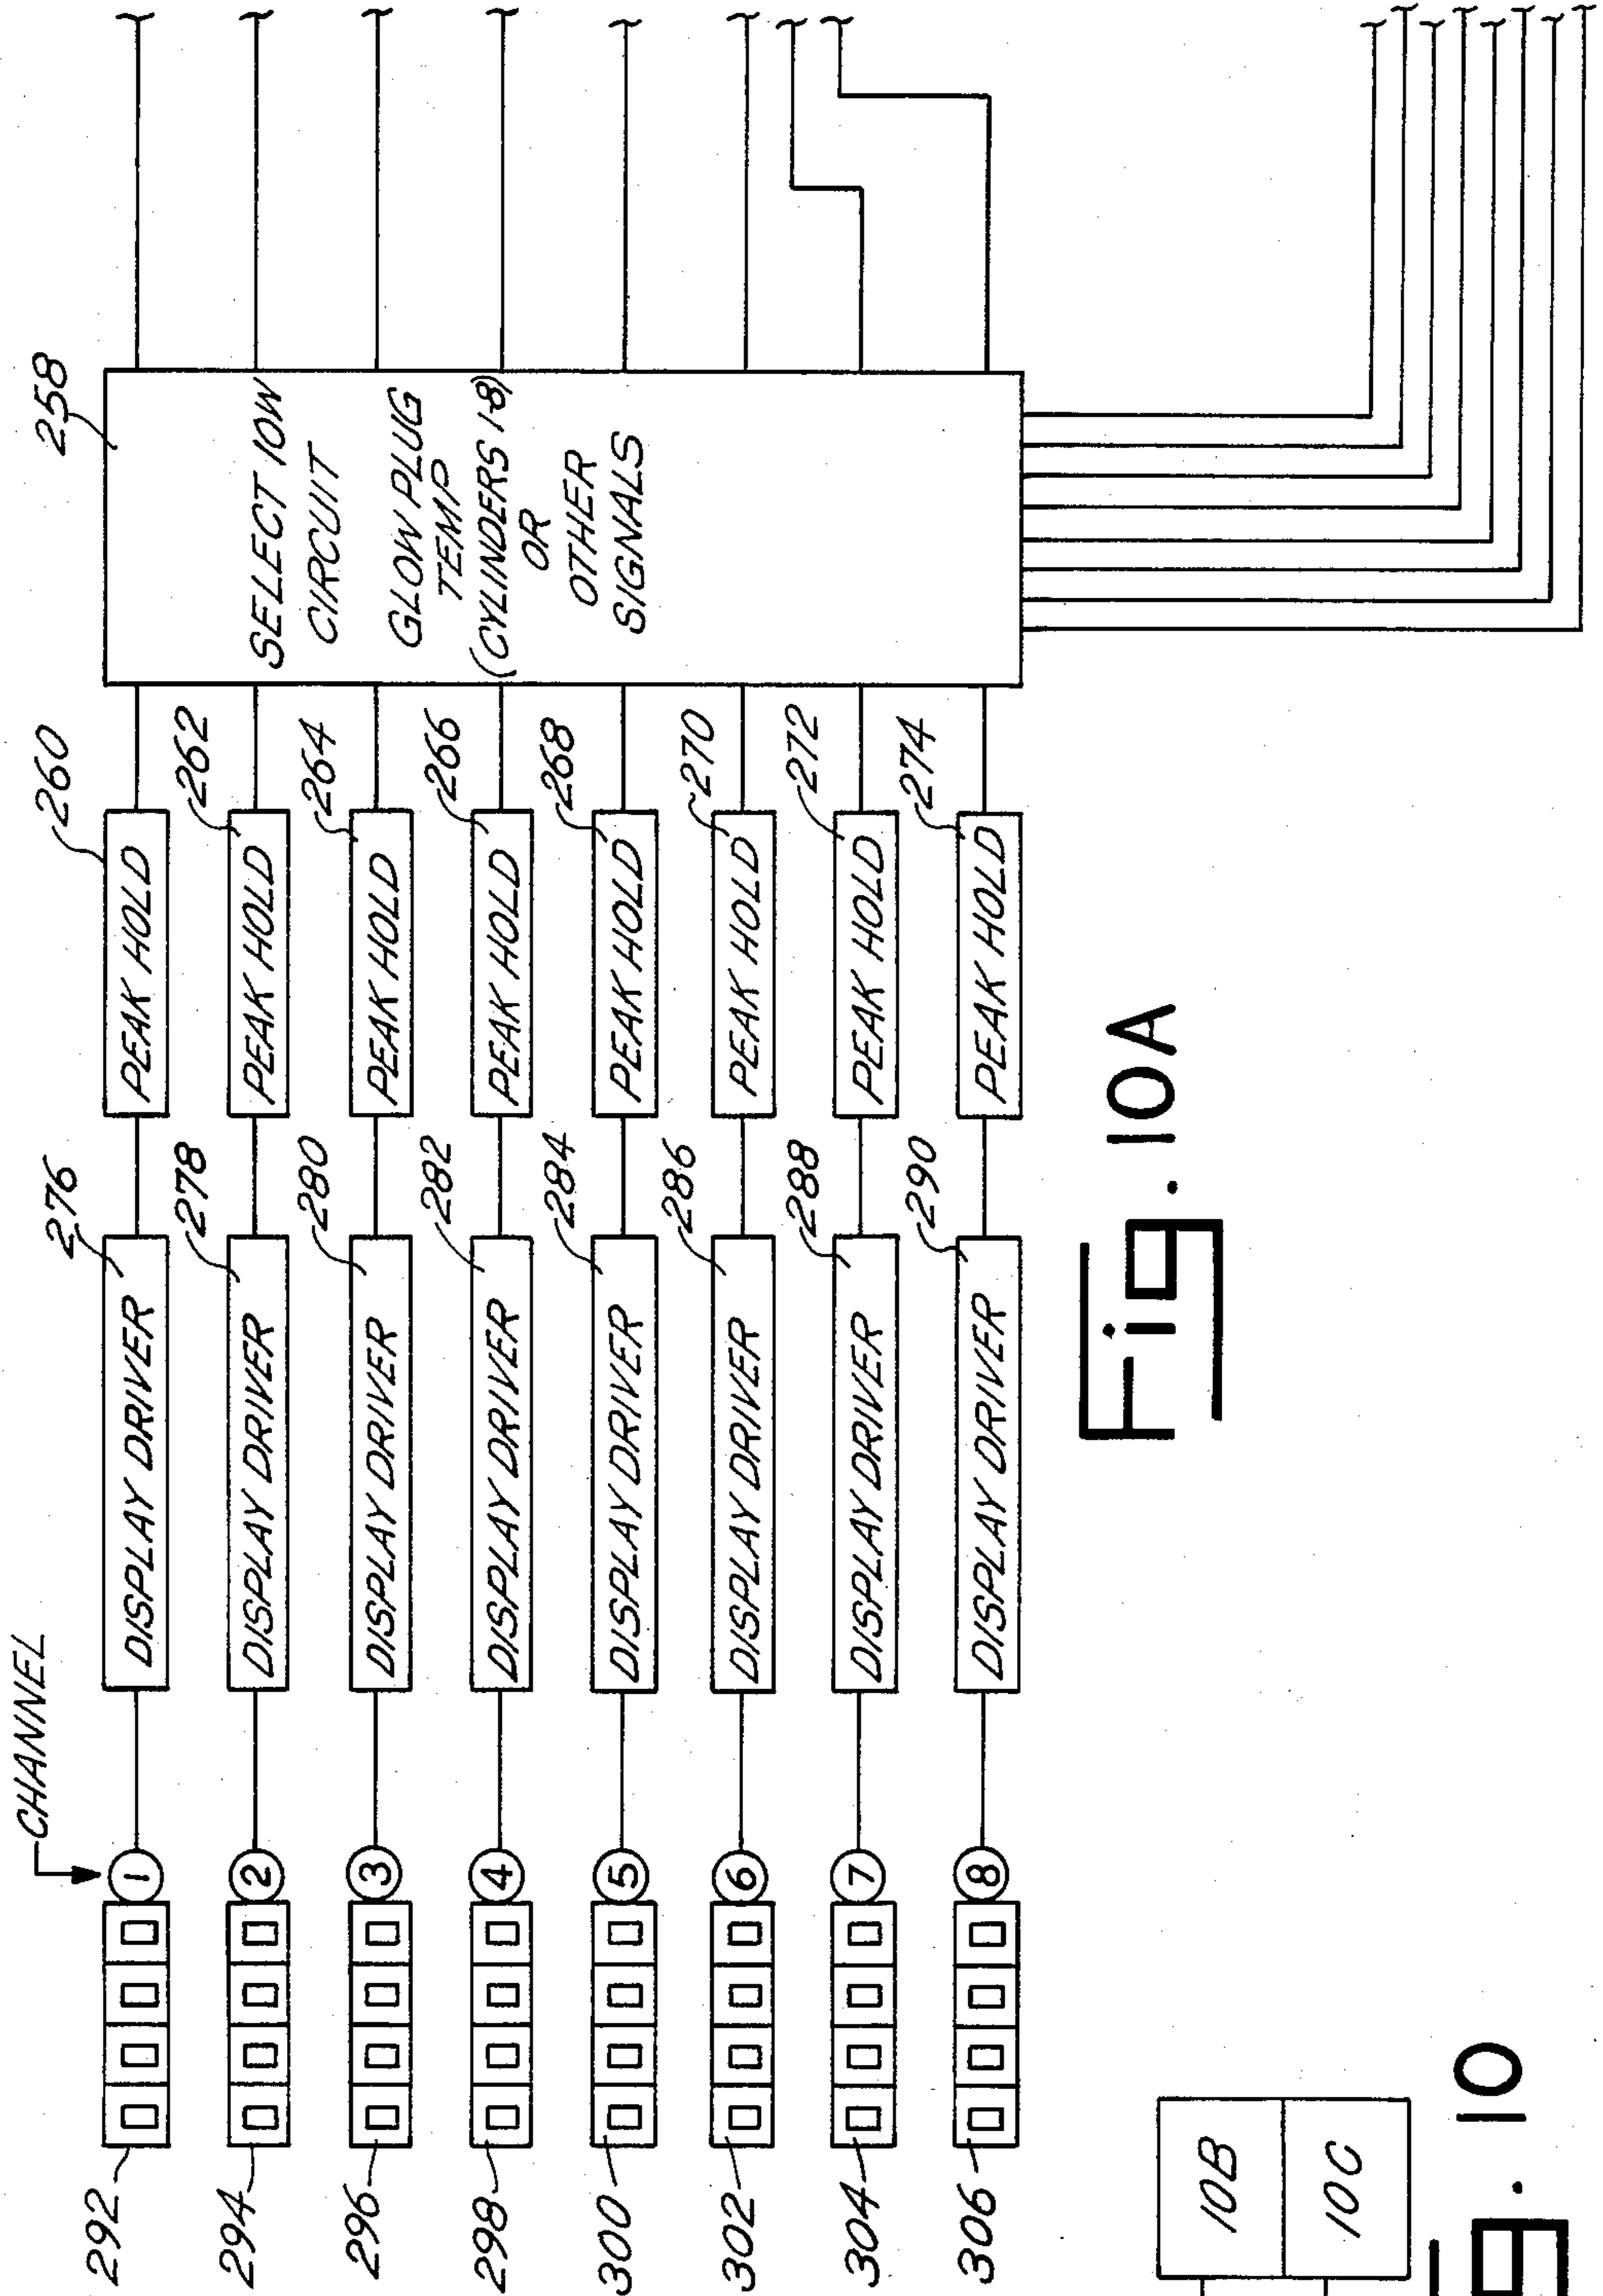 CHANNEL
276
260
258
292
1
DISPLAY DRIVER
PEAK HOLD
278
262
294
2
DISPLAY DRIVER
PEAK HOLD
280
264
296
3
DISPLAY DRIVER
PEAK HOLD
282
266
298
4
DISPLAY DRIVER
PEAK HOLD
284
268
300
5
DISPLAY DRIVER
PEAK HOLD
286
270
302
6
DISPLAY DRIVER
PEAK HOLD
288
272
304
7
DISPLAY DRIVER
PEAK HOLD
290
274
306
8
DISPLAY DRIVER
PEAK HOLD
SELECT ION
CIRCUIT
GLOW PLUG
TEMP
(CYLINDERS 1-8)
OR
OTHER
SIGNALS
Fig. 10A
10B
10C
g. 10